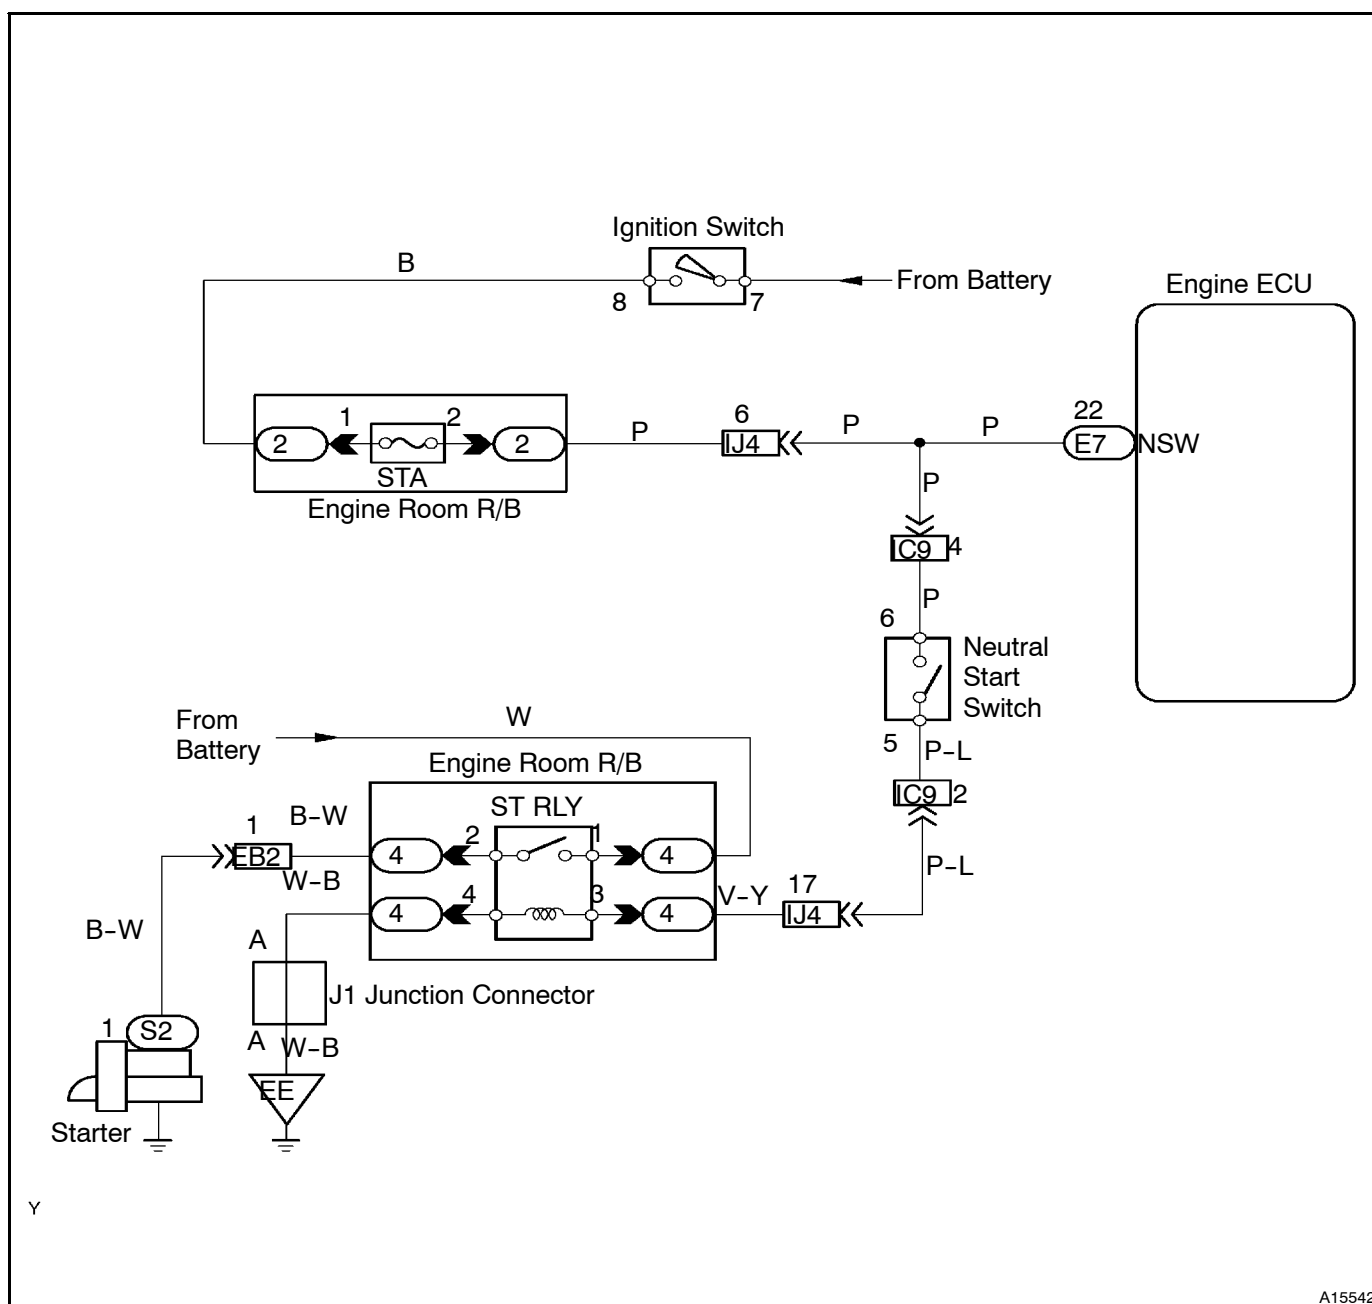 Ignition Switch
B
8
7
From Battery
Engine ECU
1
2
2
2
STA
Engine Room R/B
P
6
IJ4
P
P
22
E7
NSW
P
IC9
4
P
6
Neutral
Start
Switch
5
P-L
IC9
2
P-L
From
Battery
W
Engine Room R/B
ST RLY
1
EB2
B-W
W-B
4
2
1
4
4
4
3
4
V-Y
17
IJ4
B-W
A
J1 Junction Connector
A
W-B
EE
1
S2
Starter
Y
A15542